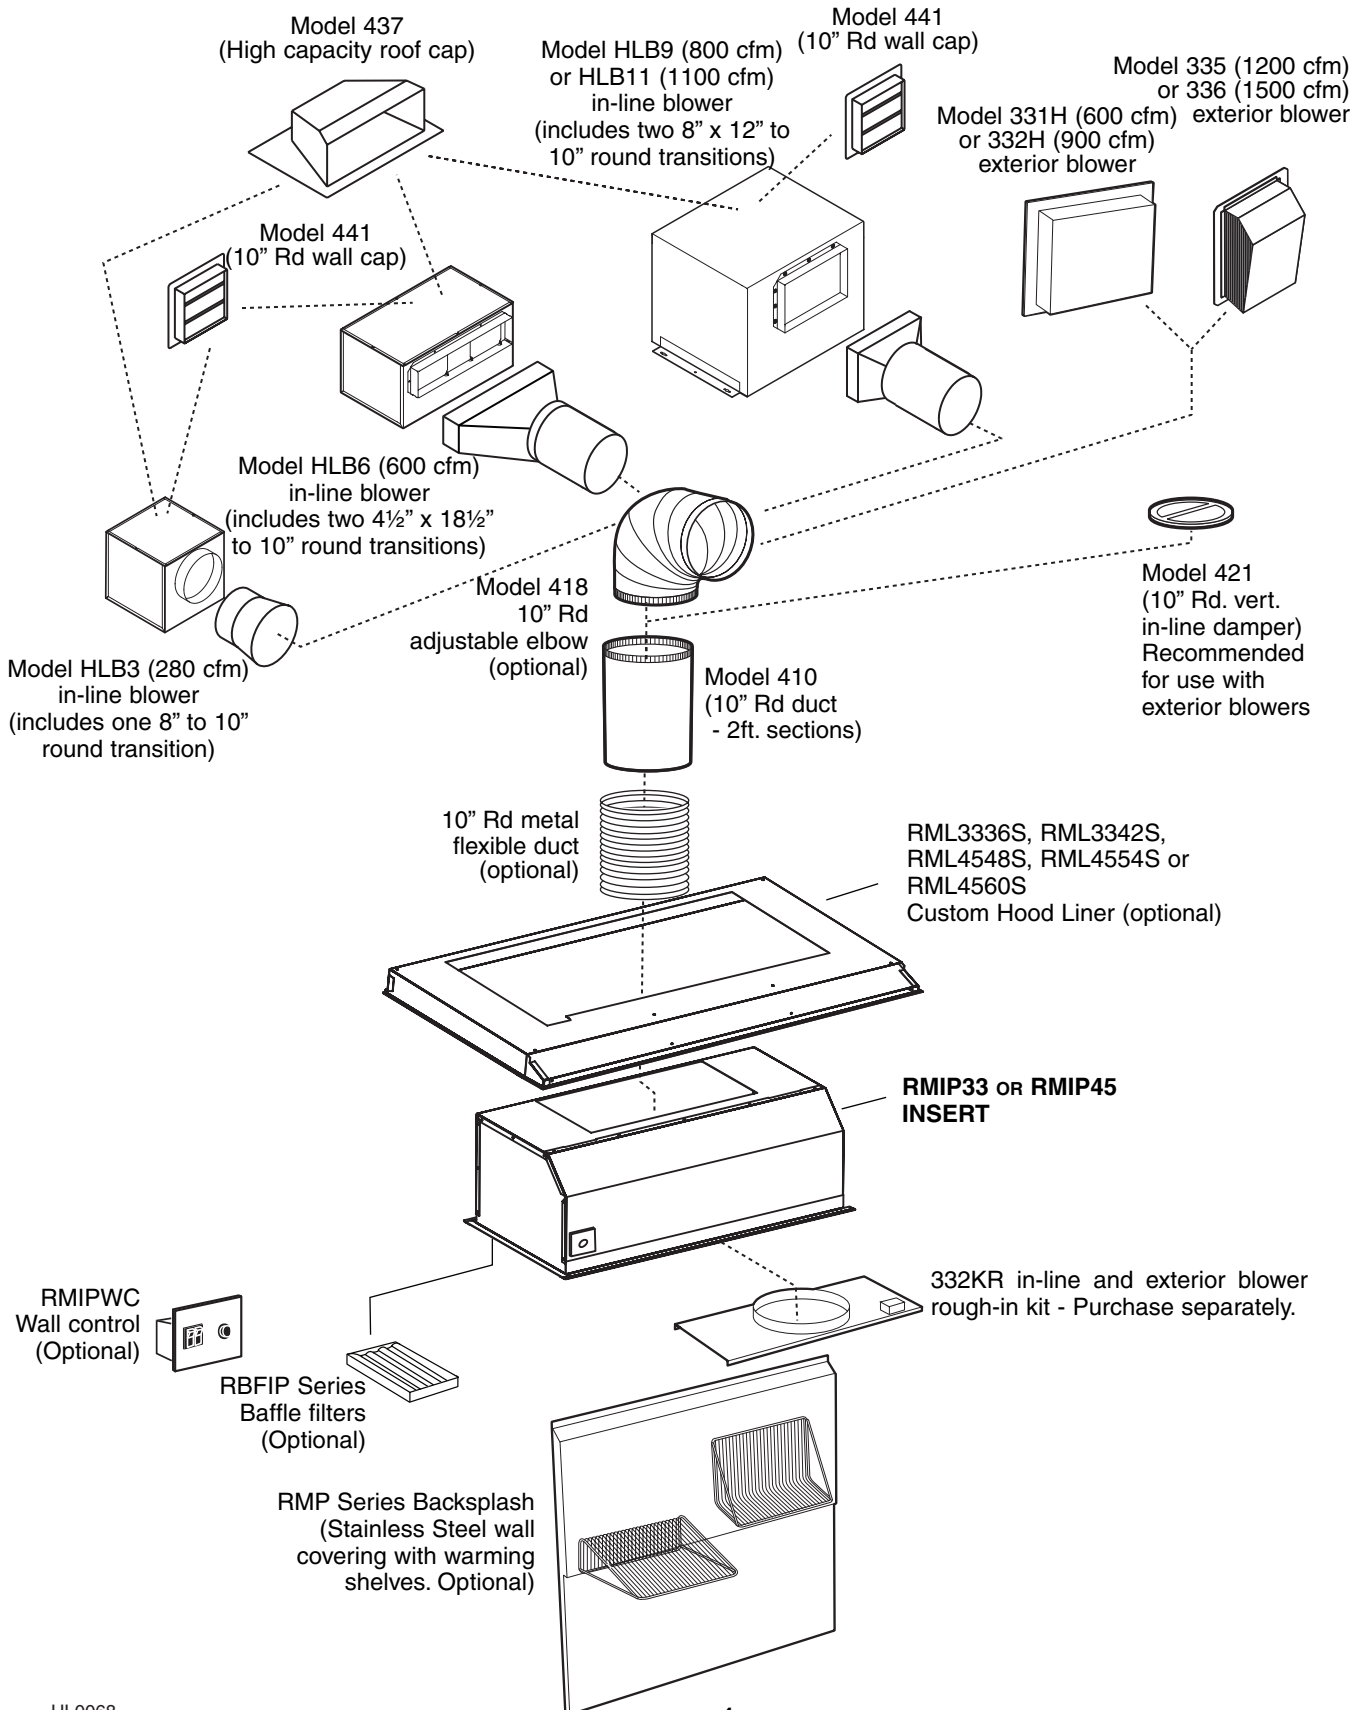 Model 437
(High capacity roof cap)
Model HLB9 (800 cfm)
or HLB11 (1100 cfm)
in-line blower
(includes two 8” x 12” to
10” round transitions)
Model 441
(10” Rd wall cap)
Model 335 (1200 cfm)
or 336 (1500 cfm)
exterior blower
Model 331H (600 cfm)
or 332H (900 cfm)
exterior blower
Model 441
(10” Rd wall cap)
Model HLB6 (600 cfm)
in-line blower
(includes two 4½” x 18½”
to 10” round transitions)
Model HLB3 (280 cfm)
in-line blower
(includes one 8” to 10”
round transition)
Model 418
10” Rd
adjustable elbow
(optional)
Model 421
(10” Rd. vert.
in-line damper)
Recommended
for use with
exterior blowers
Model 410
(10” Rd duct
- 2ft. sections)
10” Rd metal
flexible duct
(optional)
RML3336S, RML3342S,
RML4548S, RML4554S or
RML4560S
Custom Hood Liner (optional)
RMIP33 OR RMIP45
INSERT
332KR in-line and exterior blower
rough-in kit - Purchase separately.
RMIPWC
Wall control
(Optional)
RBFIP Series
Baffle filters
(Optional)
RMP Series Backsplash
(Stainless Steel wall
covering with warming
shelves. Optional)